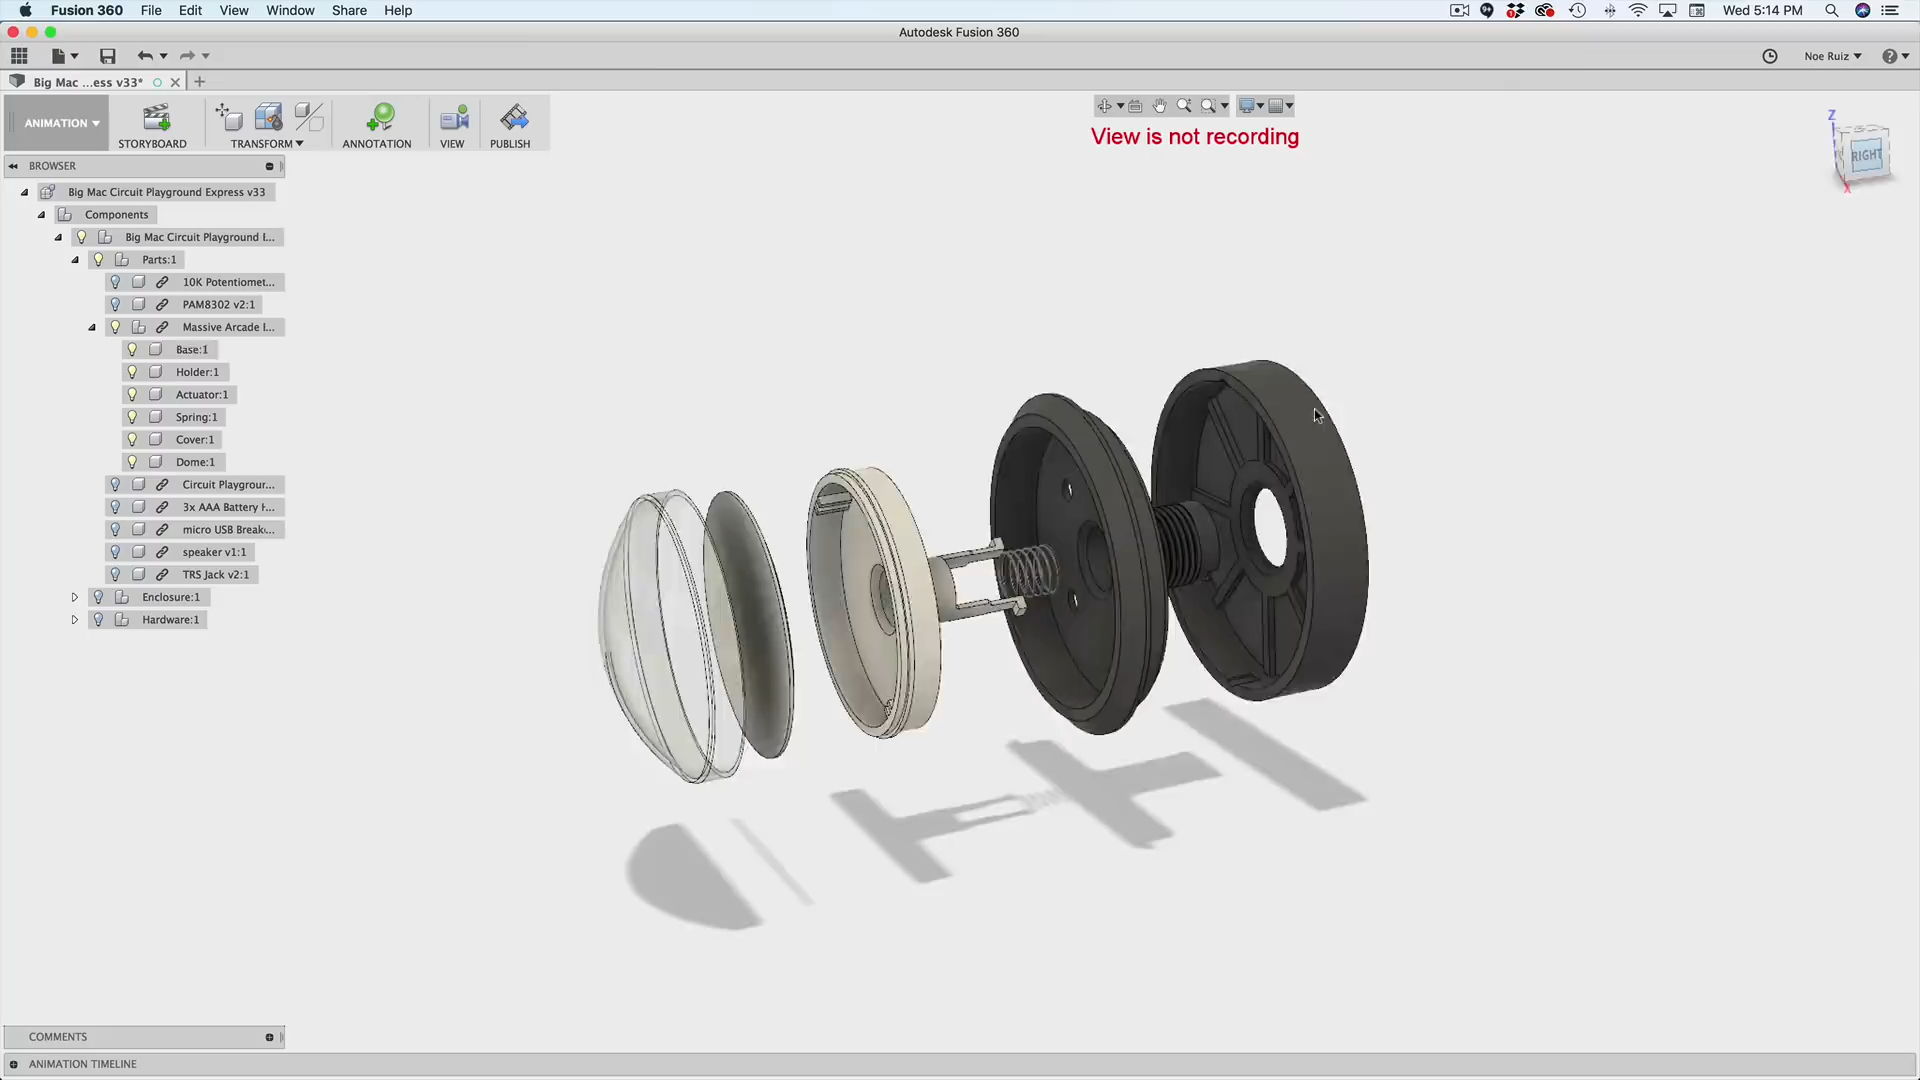 Fusion 360 File Edit View Window Share Help Wed 5:14 PM
Autodesk Fusion 360
Noe Ruiz
Big Mac ...ess v33*
ANIMATION
STORYBOARD TRANSFORM ANNOTATION VIEW PUBLISH
View is not recording
Z
RIGHT
X
BROWSER
Big Mac Circuit Playground Express v33
Components
Big Mac Circuit Playground E...
Parts:1
10K Potentiomet...
PAM8302 v2:1
Massive Arcade I...
Base:1
Holder:1
Actuator:1
Spring:1
Cover:1
Dome:1
Circuit Playgrour...
3x AAA Battery H...
micro USB Break...
speaker v1:1
TRS Jack v2:1
Enclosure:1
Hardware:1
COMMENTS
ANIMATION TIMELINE